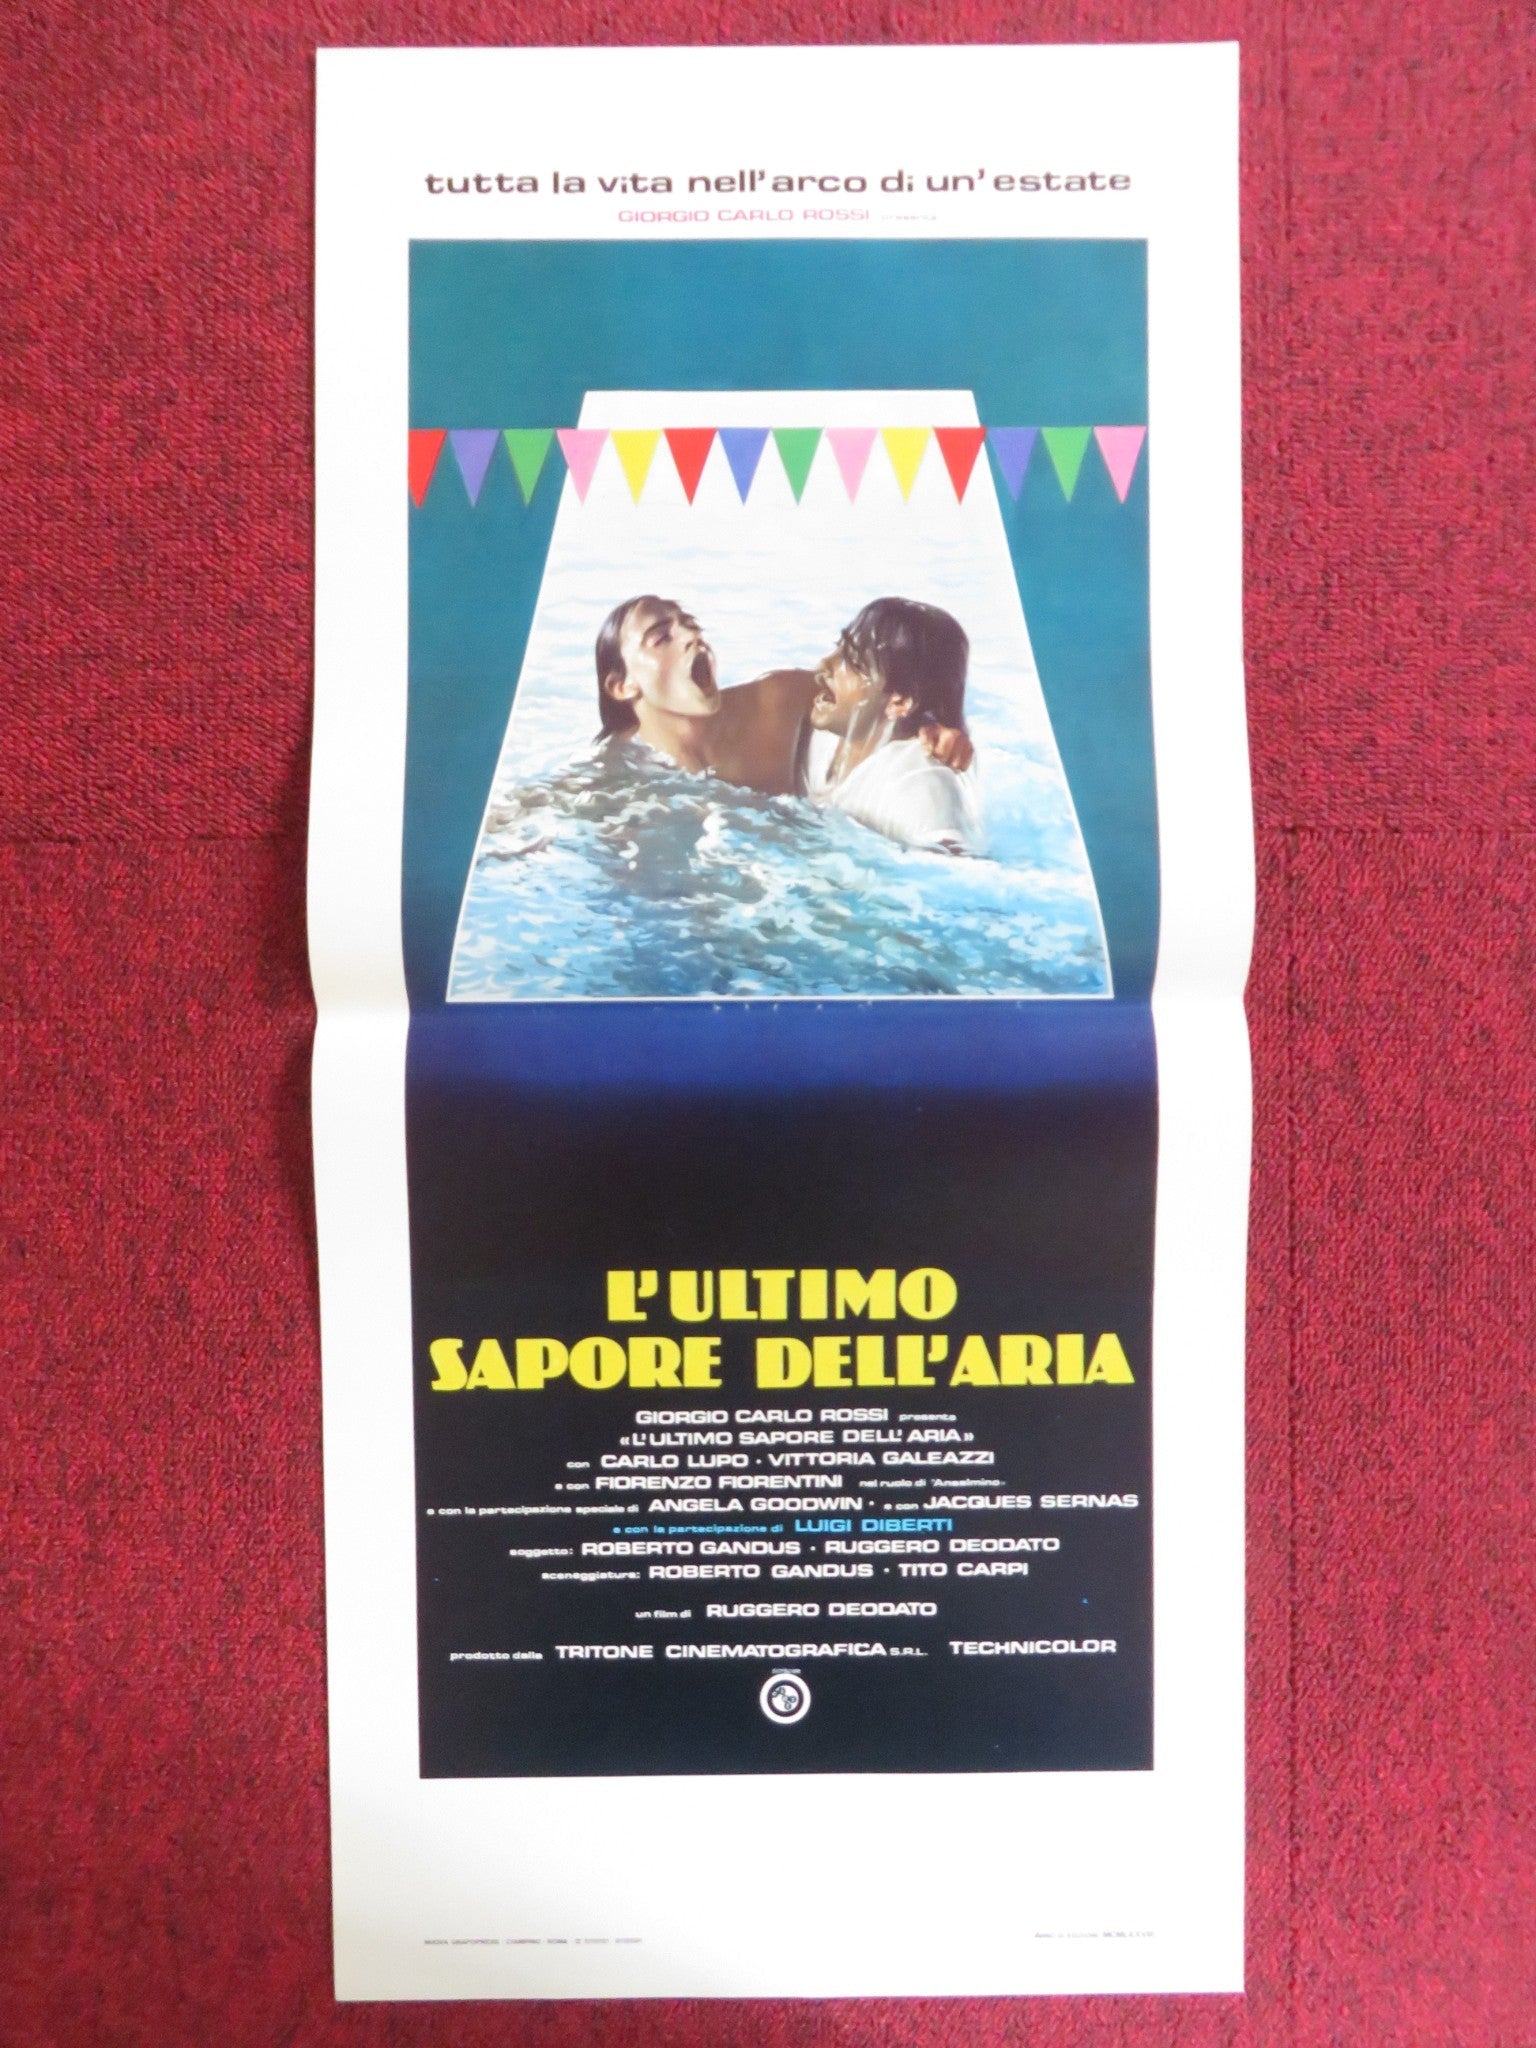 tutta la vita nell'arco di un'estate
GIORGIO CARLO ROSSI presenta
L'ULTIMO
SAPORE DELL'ARIA
GIORGIO CARLO ROSSI presenta
«L'ULTIMO SAPORE DELL'ARIA»
con CARLO LUPO · VITTORIA GALEAZZI
e con FIORENZO FIORENTINI nel ruolo di "Anselmino"
e con la partecipazione speciale di ANGELA GOODWIN · e con JACQUES SERNAS
e con la partecipazione di LUIGI DIBERTI
soggetto: ROBERTO GANDUS · RUGGERO DEODATO
sceneggiatura: ROBERTO GANDUS · TITO CARPI
un film di RUGGERO DEODATO
prodotto dalla TRITONE CINEMATOGRAFICA S.R.L. TECHNICOLOR